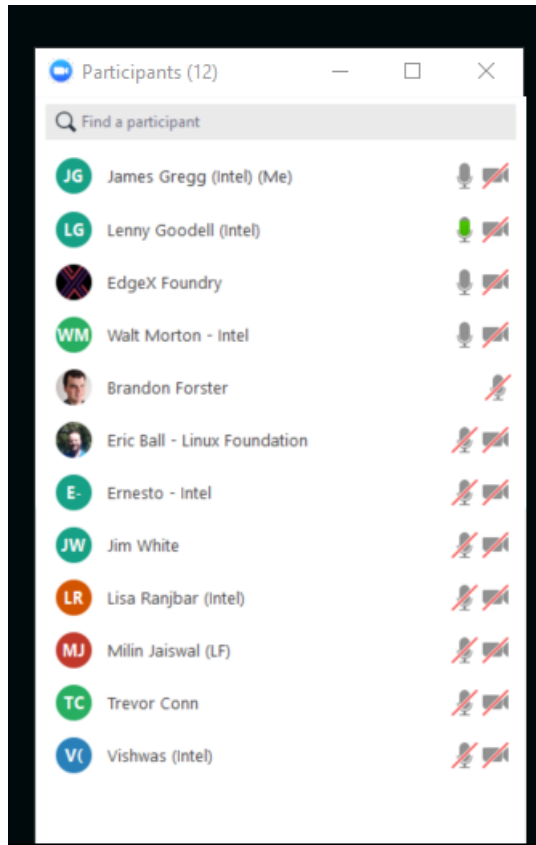 Participants (12)
Find a participant
JG James Gregg (Intel) (Me)
LG Lenny Goodell (Intel)
EdgeX Foundry
WM Walt Morton - Intel
Brandon Forster
Eric Ball - Linux Foundation
E- Ernesto - Intel
JW Jim White
LR Lisa Ranjbar (Intel)
MJ Milin Jaiswal (LF)
TC Trevor Conn
V( Vishwas (Intel)